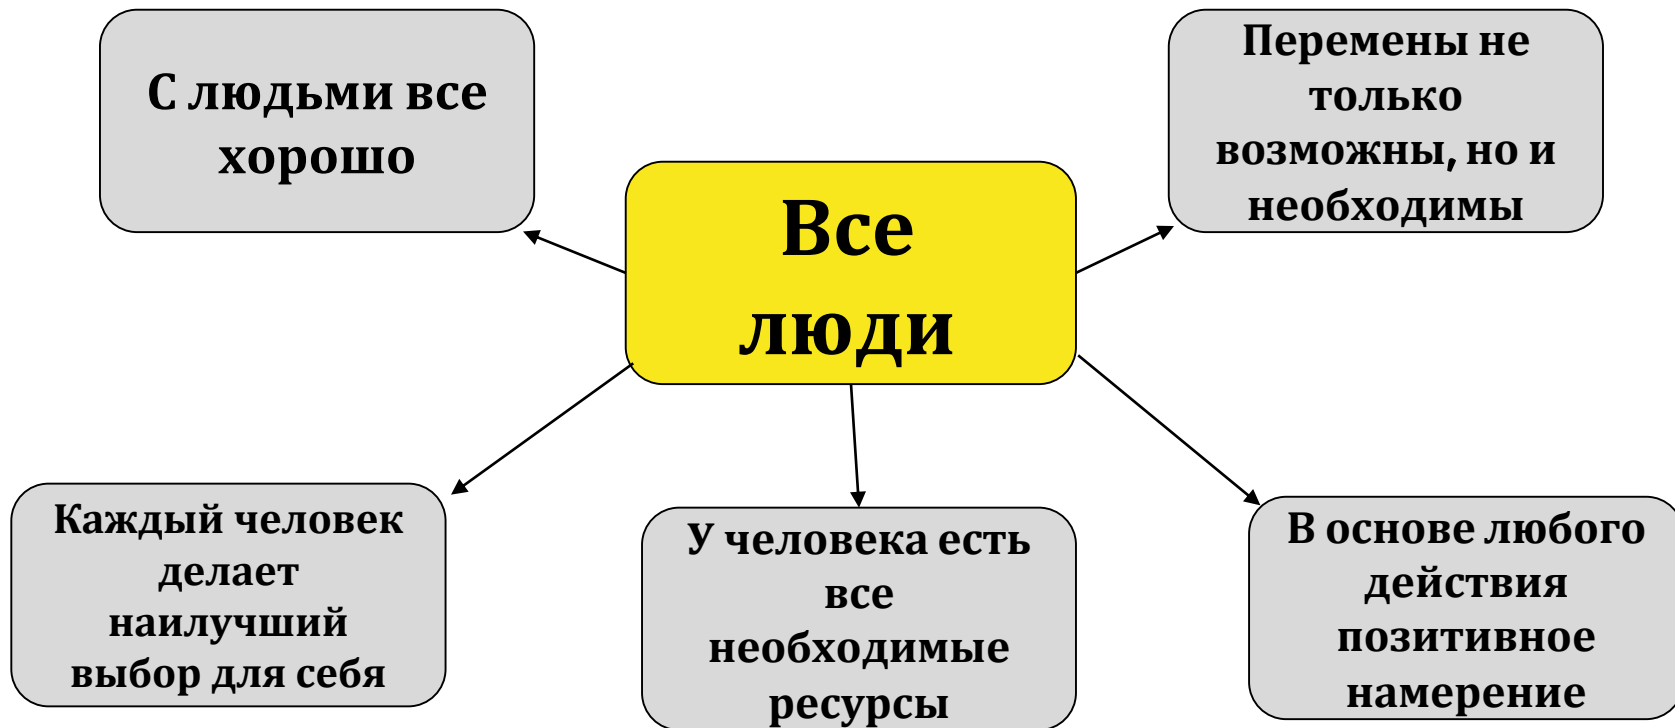 С людьми все
хорошо
Перемены не
только
возможны, но и
необходимы
Все
люди
Каждый человек
делает
наилучший
выбор для себя
У человека есть
все
необходимые
ресурсы
В основе любого
действия
позитивное
намерение